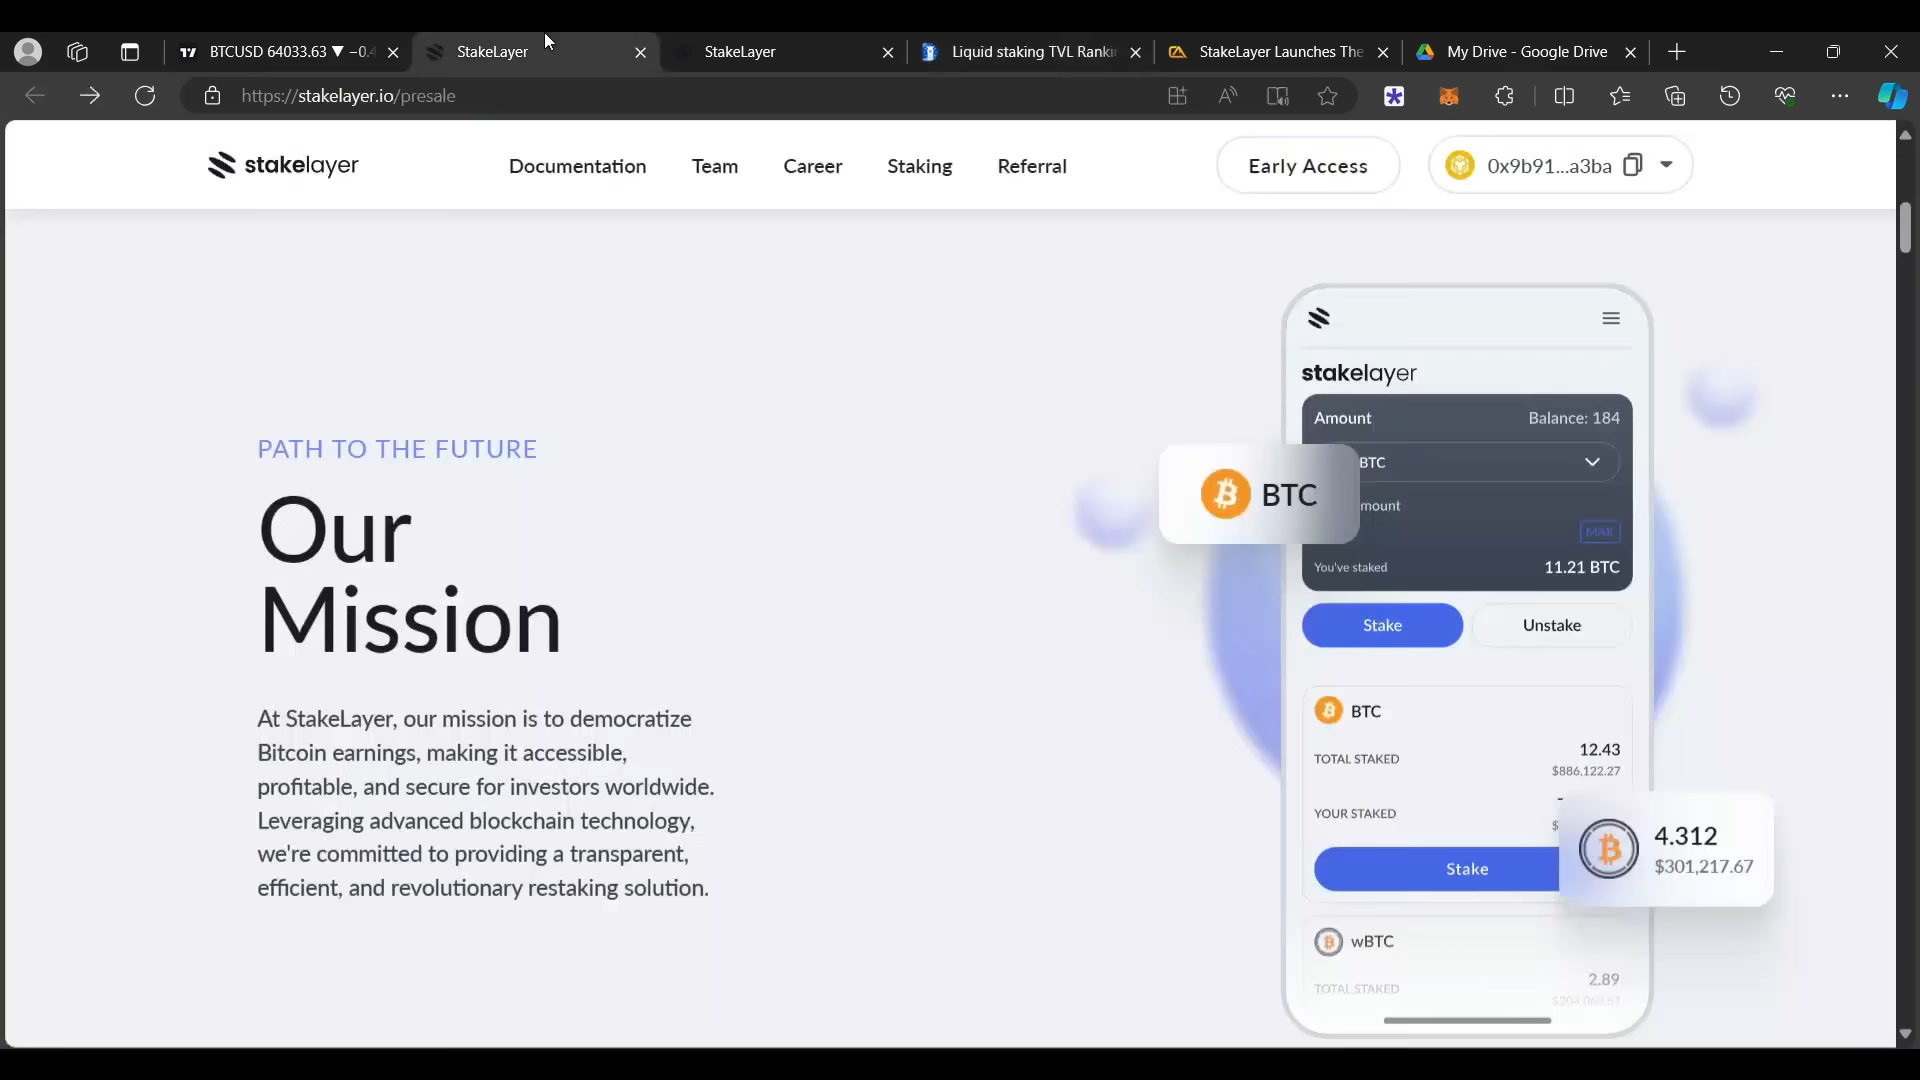 BTCUSD 64033.63 ▼ −0.4
StakeLayer
StakeLayer
Liquid staking TVL Rankin
StakeLayer Launches The
My Drive - Google Drive
https://stakelayer.io/presale
stakelayer
Documentation
Team
Career
Staking
Referral
Early Access
0x9b91...a3ba
PATH TO THE FUTURE
Our
Mission
At StakeLayer, our mission is to democratize
Bitcoin earnings, making it accessible,
profitable, and secure for investors worldwide.
Leveraging advanced blockchain technology,
we're committed to providing a transparent,
efficient, and revolutionary restaking solution.
stakelayer
Amount
Balance: 184
BTC
BTC
mount
MAX
You've staked
11.21 BTC
Stake
Unstake
BTC
TOTAL STAKED
12.43
$886,122.27
YOUR STAKED
-
$
Stake
4.312
$301,217.67
wBTC
TOTAL STAKED
2.89